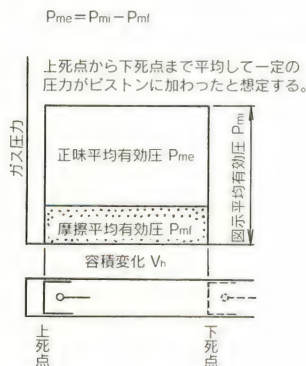 Pme=Pmi−Pmf
上死点から下死点まで平均して一定の
圧力がピストンに加わったと想定する。
ガス圧力
正味平均有効圧 Pme
摩擦平均有効圧 Pmf
図示平均有効圧 Pmi
容積変化 Vh
上死点
下死点